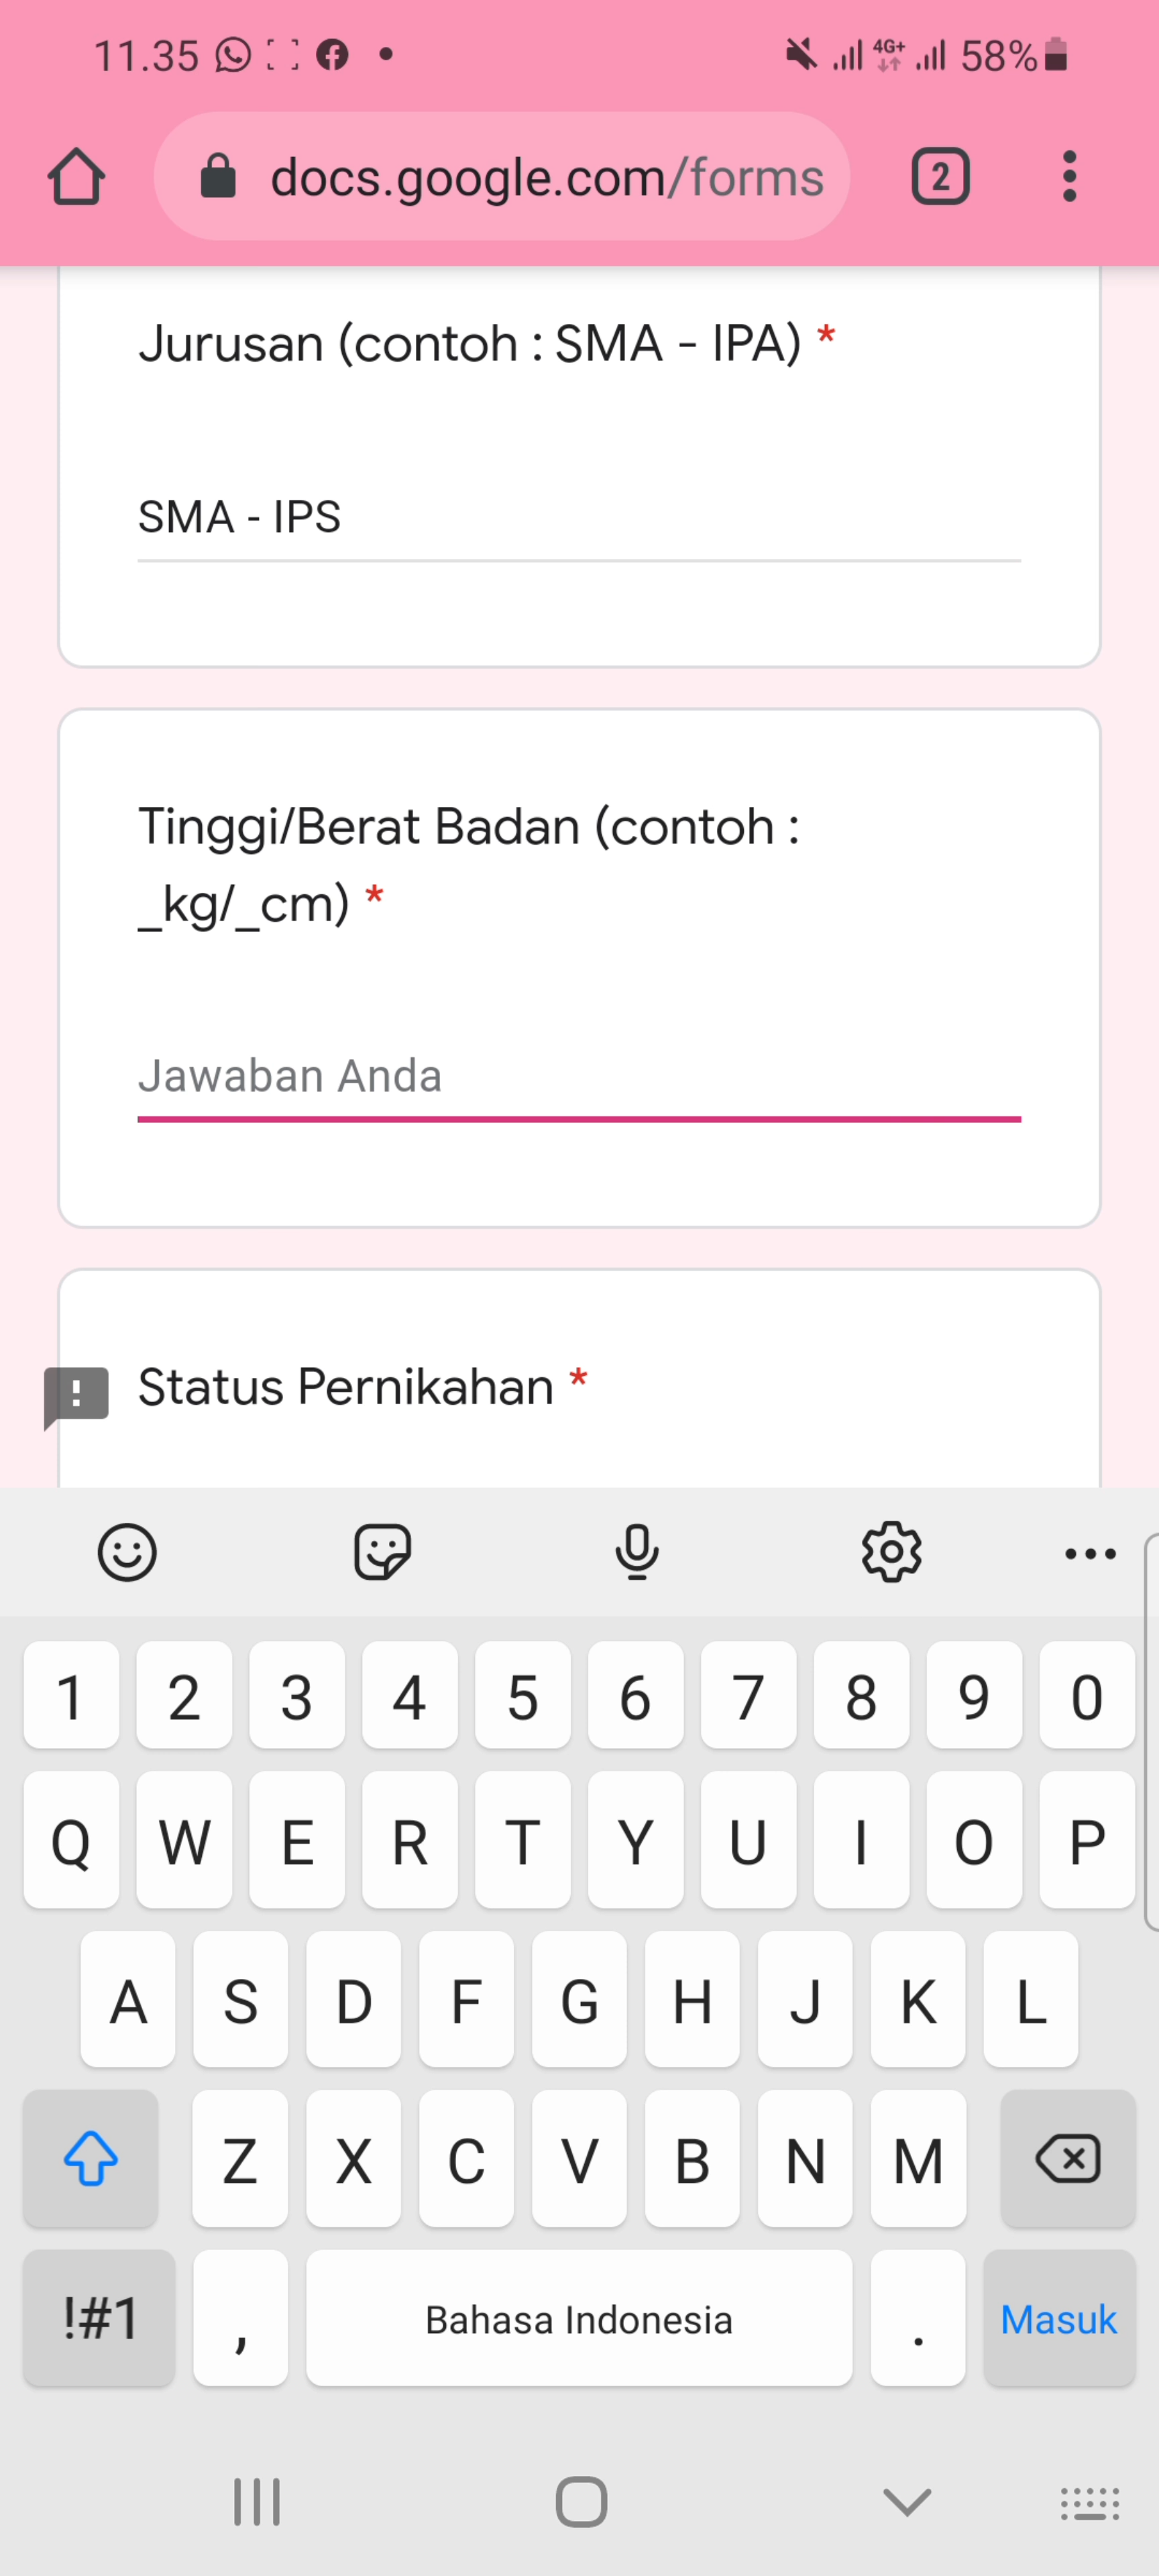 11.35
4G+
58%
docs.google.com/forms
2
Jurusan (contoh : SMA - IPA) *
SMA - IPS
Tinggi/Berat Badan (contoh :
_kg/_cm) *
Jawaban Anda
Status Pernikahan *
1 2 3 4 5 6 7 8 9 0
Q W E R T Y U I O P
A S D F G H J K L
Z X C V B N M
!#1 , Bahasa Indonesia . Masuk